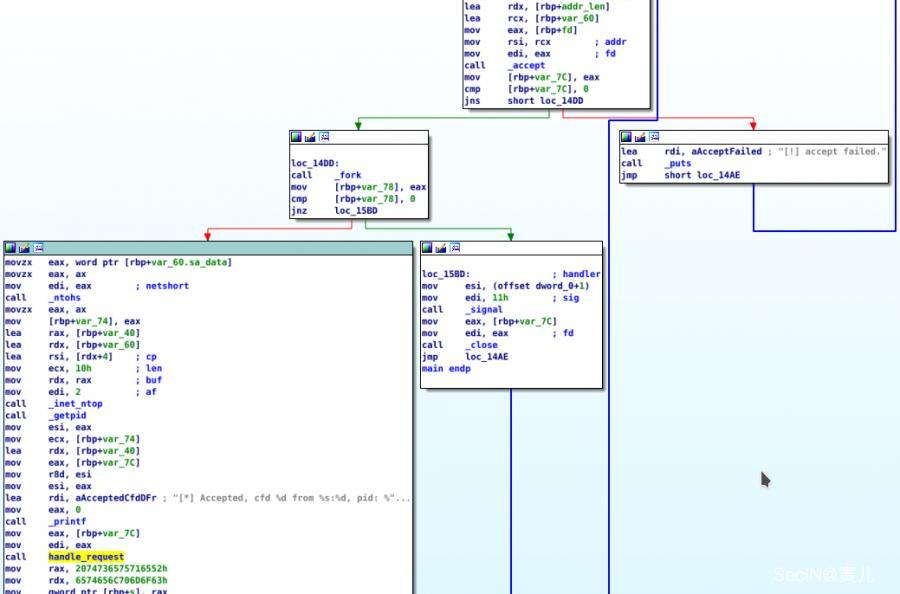 lea rdx, [rbp+addr_len]
lea rcx, [rbp+var_60]
mov eax, [rbp+fd]
mov rsi, rcx ; addr
mov edi, eax ; fd
call _accept
mov [rbp+var_7C], eax
cmp [rbp+var_7C], 0
jns short loc_14DD
loc_14DD:
call _fork
mov [rbp+var_78], eax
cmp [rbp+var_78], 0
jnz loc_15BD
lea rdi, aAcceptFailed ; "[!] accept failed."
call _puts
jmp short loc_14AE
movzx eax, word ptr [rbp+var_60.sa_data]
movzx eax, ax
mov edi, eax ; netshort
call _ntohs
movzx eax, ax
mov [rbp+var_74], eax
lea rax, [rbp+var_40]
lea rdx, [rbp+var_60]
lea rsi, [rdx+4] ; cp
mov ecx, 10h ; len
mov rdx, rax ; buf
mov edi, 2 ; af
call _inet_ntop
call _getpid
mov esi, eax
mov ecx, [rbp+var_74]
lea rdx, [rbp+var_40]
mov eax, [rbp+var_7C]
mov r8d, esi
mov esi, eax
lea rdi, aAcceptedCfdDFr ; "[*] Accepted, cfd %d from %s:%d, pid: %"...
mov eax, 0
call _printf
mov eax, [rbp+var_7C]
mov edi, eax
call handle_request
mov rax, 2074736575716552h
mov rdx, 6574656C706D6F63h
mov qword ptr [rbp+s], rax
loc_15BD: ; handler
mov esi, (offset dword_0+1)
mov edi, 11h ; sig
call _signal
mov eax, [rbp+var_7C]
mov edi, eax ; fd
call _close
jmp loc_14AE
main endp
SecIN@寅儿